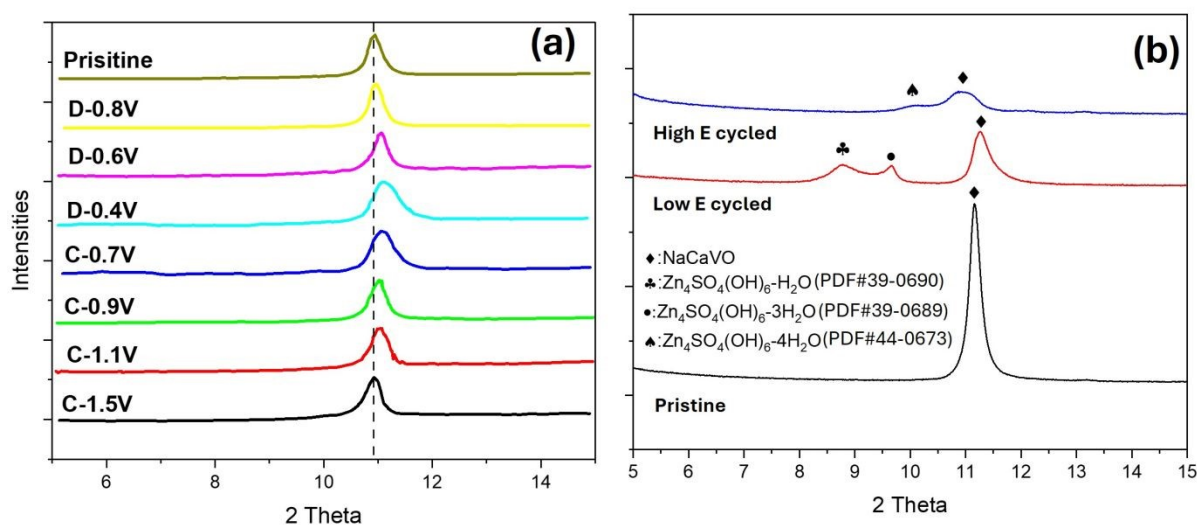 (a)
Prisitine
D-0.8V
D-0.6V
D-0.4V
C-0.7V
C-0.9V
C-1.1V
C-1.5V
Intensities
6 8 10 12 14
2 Theta
(b)
♠ ♦
High E cycled
♣ ● ♦
Low E cycled
♦
♦:NaCaVO
♣:Zn₄SO₄(OH)₆-H₂O(PDF#39-0690)
●:Zn₄SO₄(OH)₆-3H₂O(PDF#39-0689)
♠:Zn₄SO₄(OH)₆-4H₂O(PDF#44-0673)
Pristine
5 6 7 8 9 10 11 12 13 14 15
2 Theta